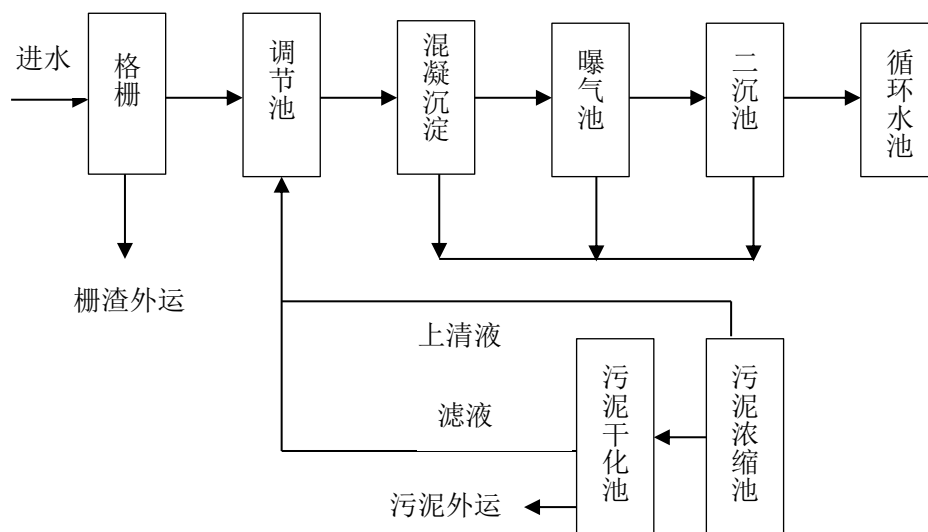 进水
格栅
调节池
混凝沉淀
曝气池
二沉池
循环水池
栅渣外运
上清液
滤液
污泥干化池
污泥浓缩池
污泥外运